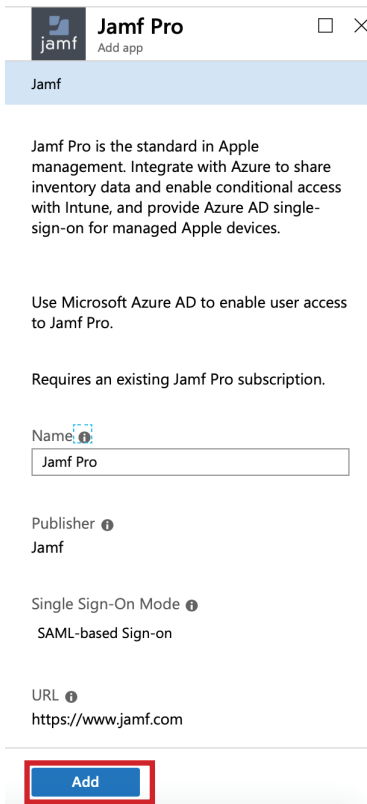 jamf
Jamf Pro
Add app
Jamf
Jamf Pro is the standard in Apple
management. Integrate with Azure to share
inventory data and enable conditional access
with Intune, and provide Azure AD single-
sign-on for managed Apple devices.
Use Microsoft Azure AD to enable user access
to Jamf Pro.
Requires an existing Jamf Pro subscription.
Name
Jamf Pro
Publisher
Jamf
Single Sign-On Mode
SAML-based Sign-on
URL
https://www.jamf.com
Add